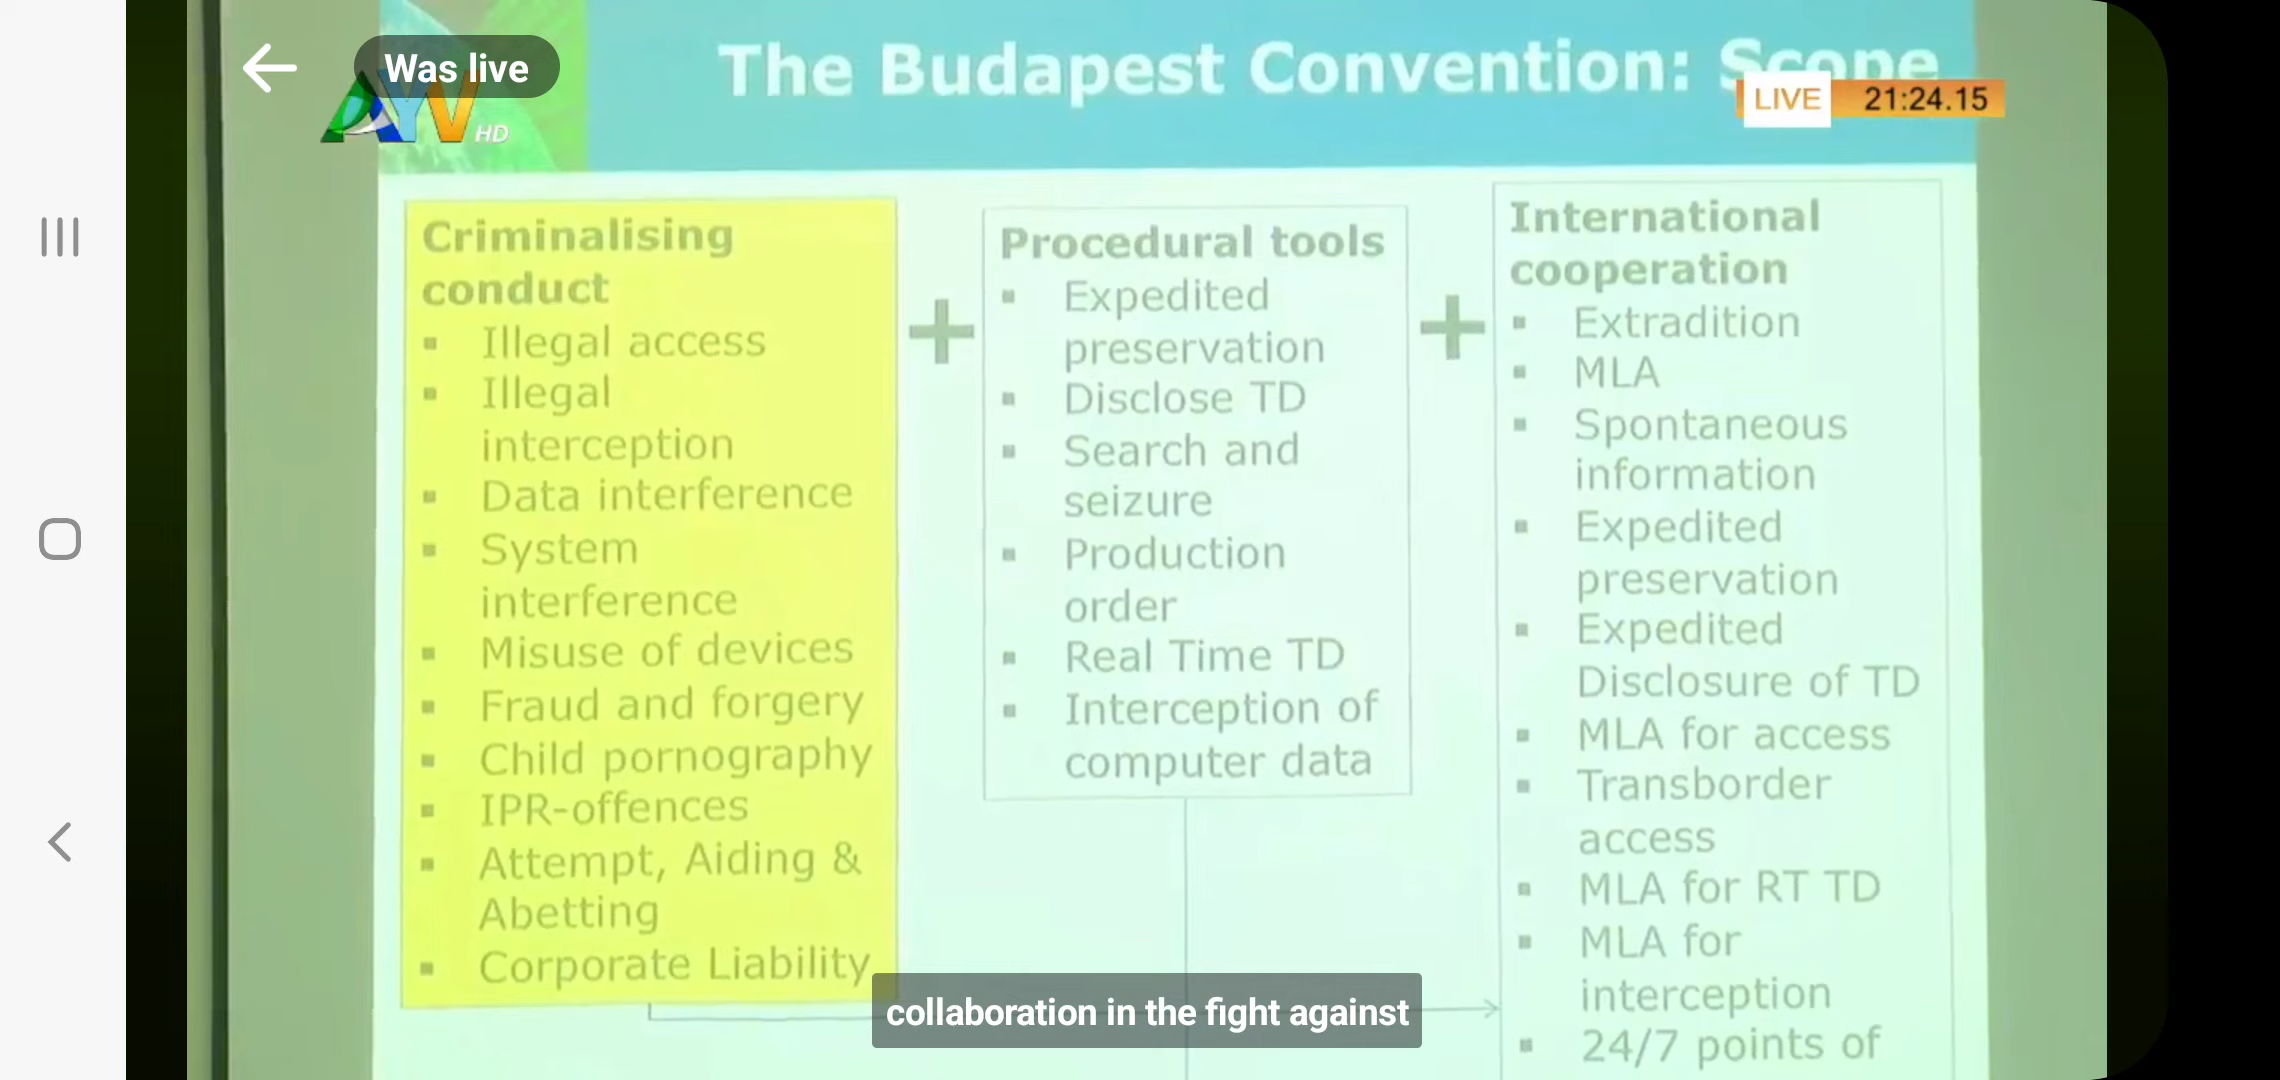 Was live
AYV HD
The Budapest Convention: Scope
LIVE 21:24.15
Criminalising
conduct
▪ Illegal access
▪ Illegal
interception
▪ Data interference
▪ System
interference
▪ Misuse of devices
▪ Fraud and forgery
▪ Child pornography
▪ IPR-offences
▪ Attempt, Aiding &
Abetting
▪ Corporate Liability
+
Procedural tools
▪ Expedited
preservation
▪ Disclose TD
▪ Search and
seizure
▪ Production
order
▪ Real Time TD
▪ Interception of
computer data
+
International
cooperation
▪ Extradition
▪ MLA
▪ Spontaneous
information
▪ Expedited
preservation
▪ Expedited
Disclosure of TD
▪ MLA for access
▪ Transborder
access
▪ MLA for RT TD
▪ MLA for
interception
▪ 24/7 points of
collaboration in the fight against